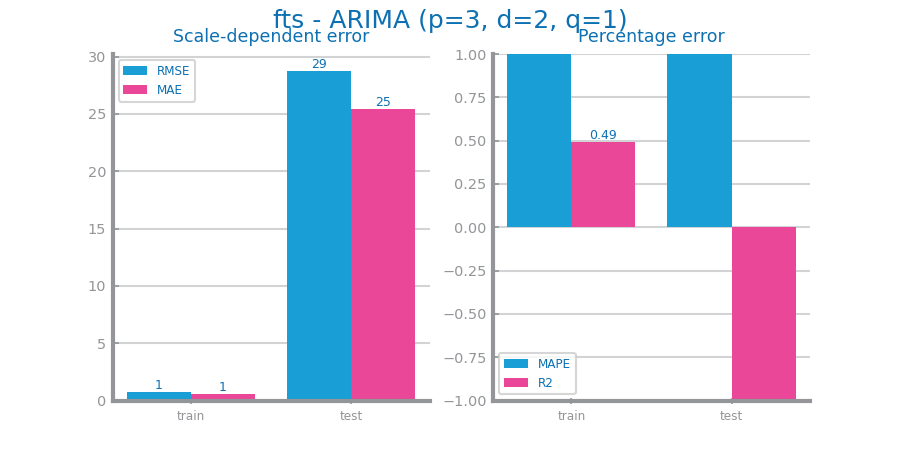 fts - ARIMA (p=3, d=2, q=1)
Scale-dependent error
30
25
20
15
10
5
0
RMSE
MAE
1
1
29
25
train
test
Percentage error
1.00
0.75
0.50
0.25
0.00
−0.25
−0.50
−0.75
−1.00
0.49
MAPE
R2
train
test